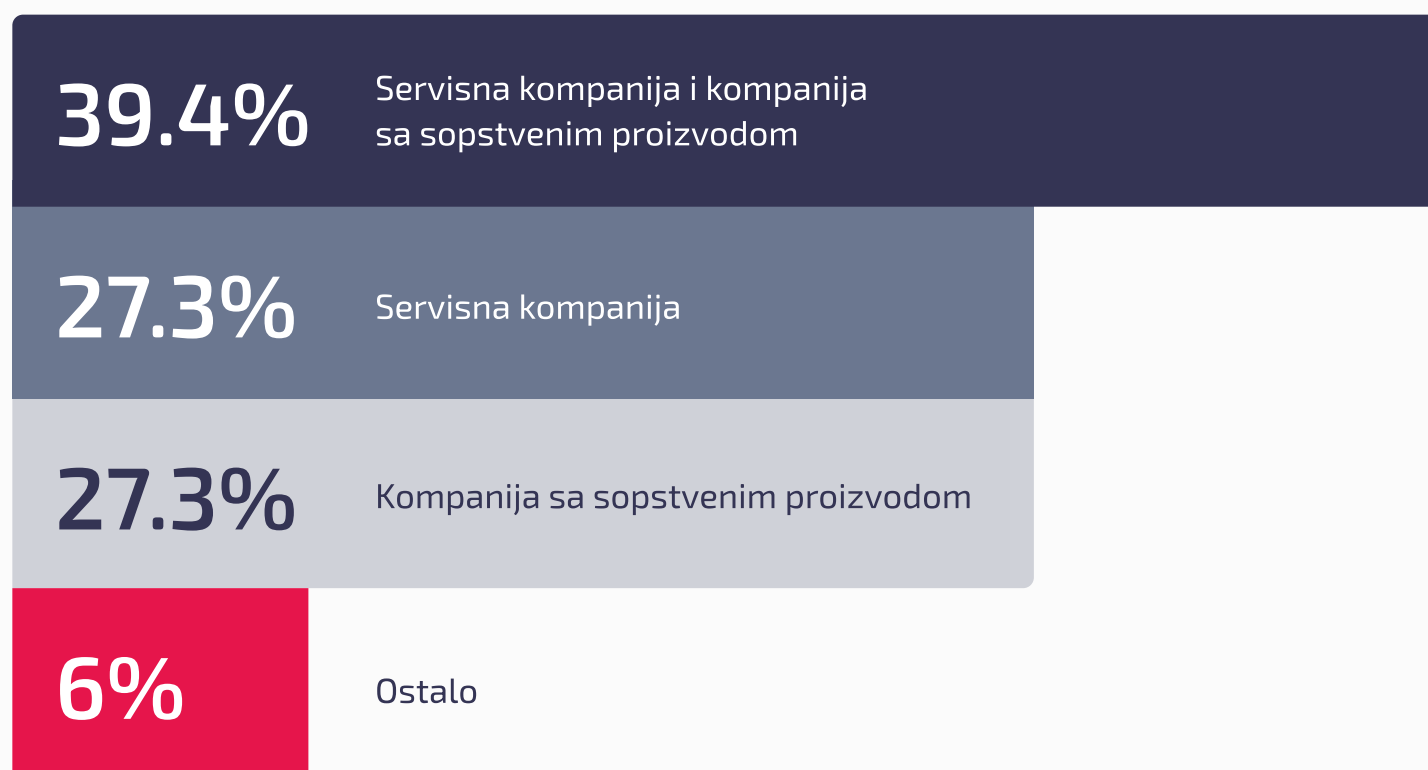 39.4%
Servisna kompanija i kompanija
sa sopstvenim proizvodom
27.3%
Servisna kompanija
27.3%
Kompanija sa sopstvenim proizvodom
6%
Ostalo